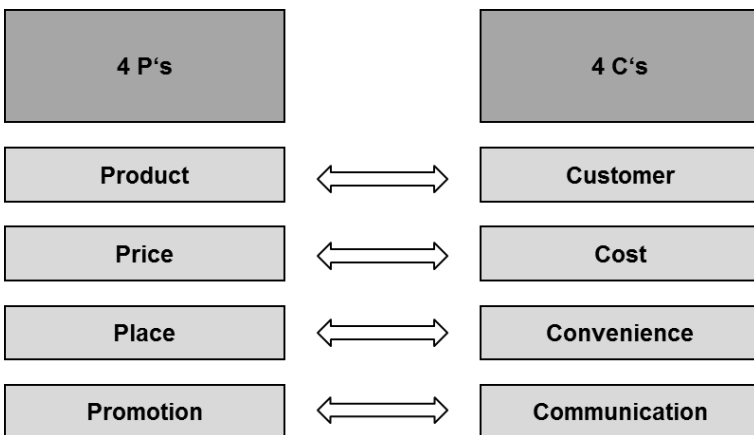 4 P‘s
4 C‘s
Product
Customer
Price
Cost
Place
Convenience
Promotion
Communication